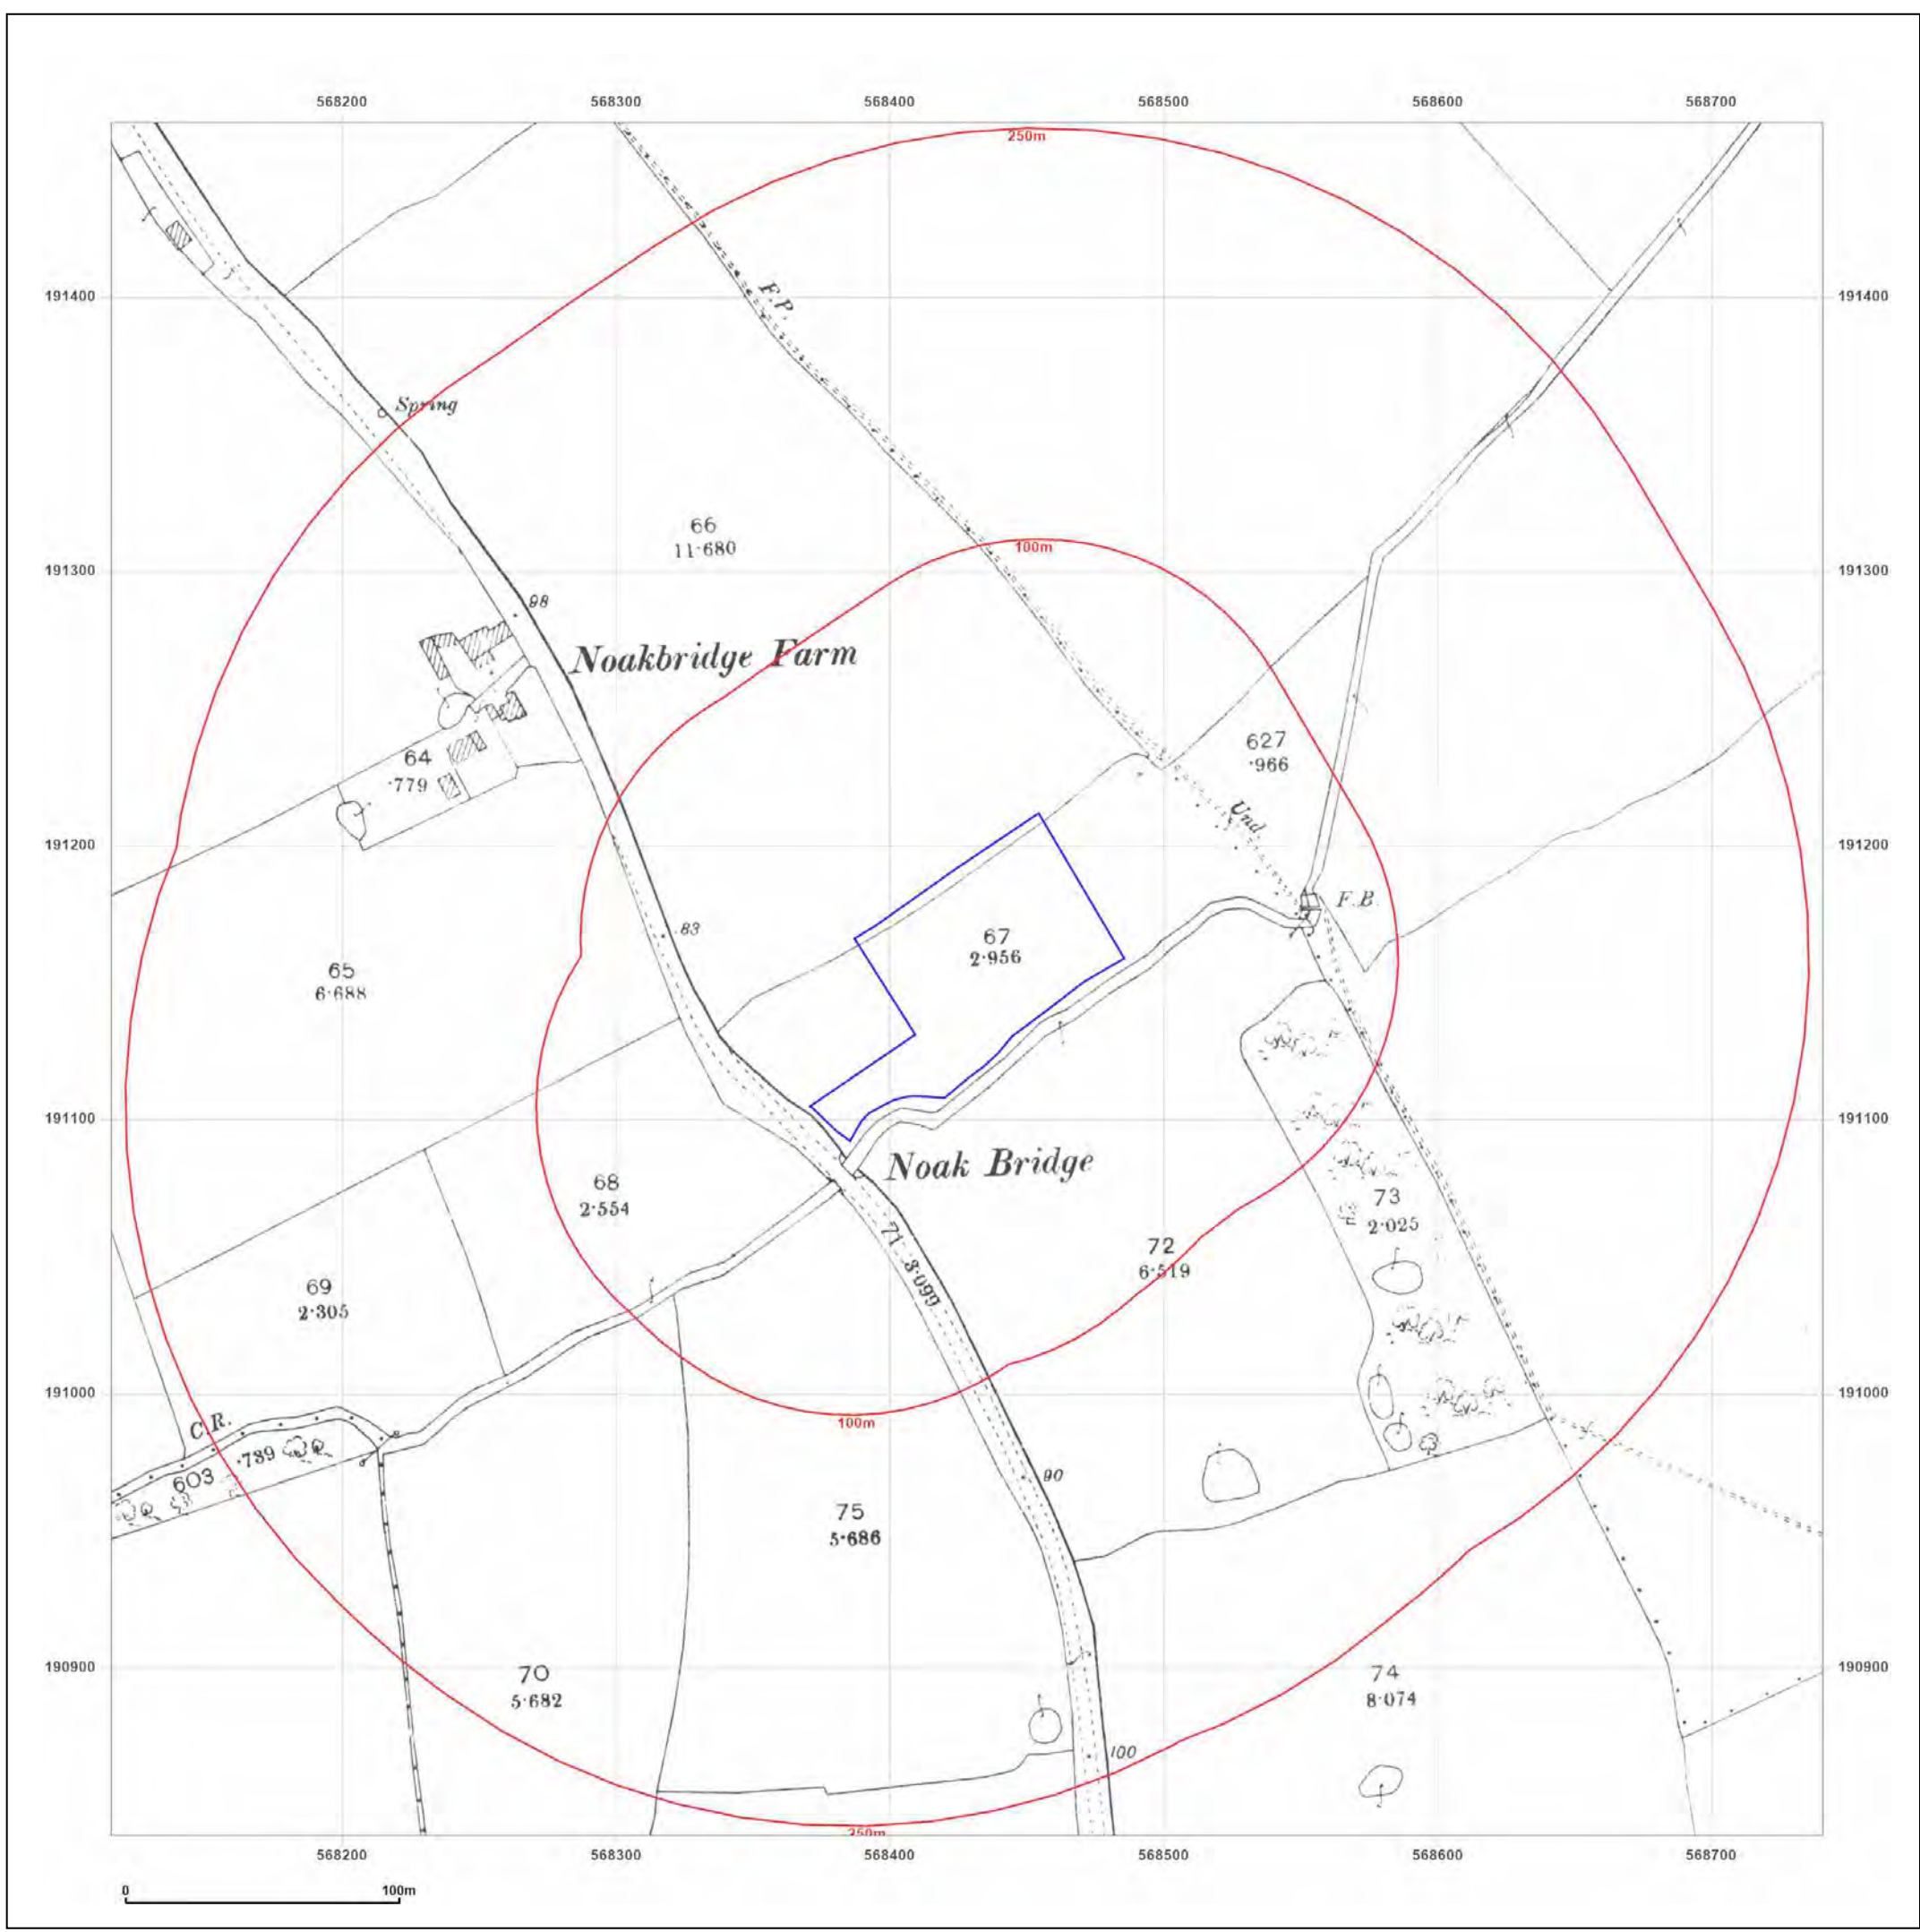 568200 568300 568400 568500 568600 568700
250m
191400 191400
F.P.
Spring
66
11·680
100m
191300 191300
98
Noakbridge Farm
64
·779
627
·966
Und.
191200 191200
F.B.
83
67
2·956
65
6·688
191100 191100
Noak Bridge
68
2·554
73
2·025
71
3·099
72
6·519
69
2·305
191000 191000
C.R.
100m
603
·739
90
75
5·686
190900 190900
70
5·682
74
8·074
100
250m
568200 568300 568400 568500 568600 568700
0 100m